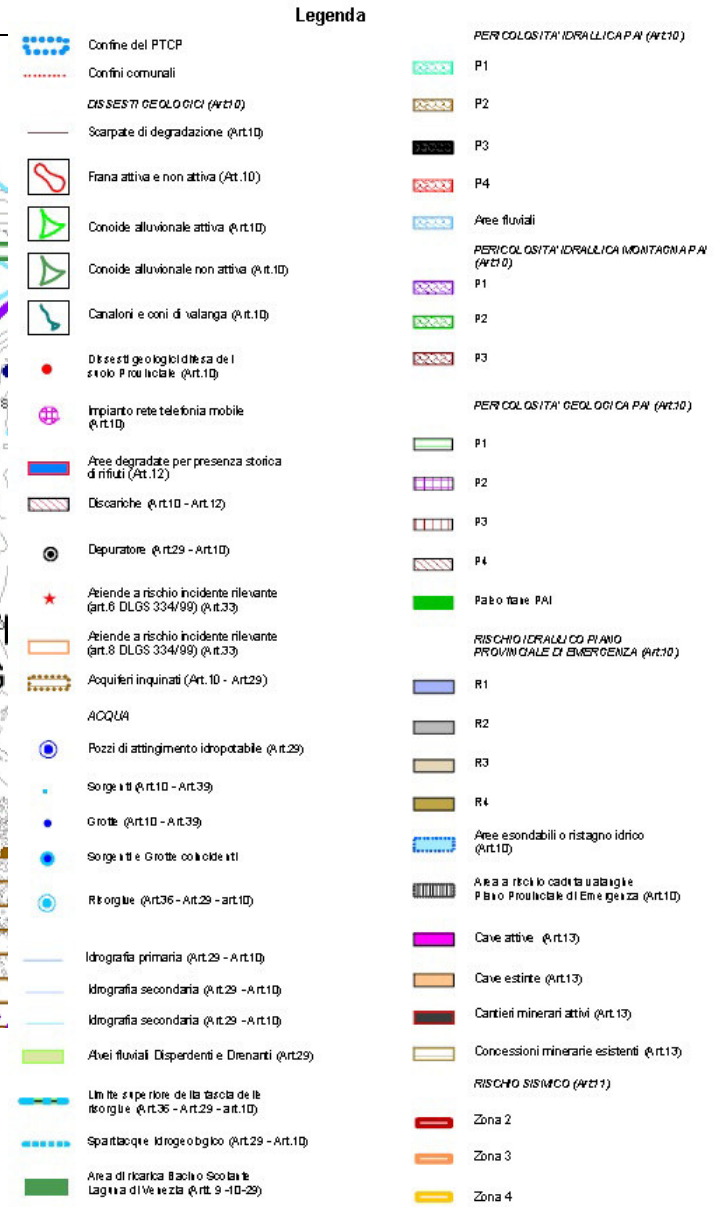 Legenda
Confine del PTCP
Confini comunali
DISSESTI GEOLOGICI (Art.10)
Scarpate di degradazione (Art.10)
Frana attiva e non attiva (Art.10)
Conoide alluvionale attiva (Art.10)
Conoide alluvionale non attiva (Art.10)
Canaloni e coni di valanga (Art.10)
Dissesti geologici difesa del
suolo Provinciale (Art.10)
Impianto rete telefonia mobile
(Art.10)
Aree degradate per presenza storica
di rifiuti (Art.12)
Discariche (Art.10 - Art.12)
Depuratore (Art.29 - Art.10)
Aziende a rischio incidente rilevante
(art.6 DLGS 334/99) (Art.33)
Aziende a rischio incidente rilevante
(art.8 DLGS 334/99) (Art.33)
Acquiferi inquinati (Art.10 - Art.29)
ACQUA
Pozzi di attingimento idropotabile (Art.29)
Sorgenti (Art.10 - Art.39)
Grotte (Art.10 - Art.39)
Sorgenti e Grotte coincidenti
Risorgive (Art.36 - Art.29 - art.10)
Idrografia primaria (Art.29 - Art.10)
Idrografia secondaria (Art.29 - Art.10)
Idrografia secondaria (Art.29 - Art.10)
Alvei fluviali Disperdenti e Drenanti (Art.29)
Limite superiore della fascia delle
risorgive (Art.36 - Art.29 - art.10)
Spartiacque Idrogeologico (Art.29 - Art.10)
Area di ricarica Bacino Scolante
Laguna di Venezia (Artt. 9 -10-29)
PERICOLOSITA' IDRALLICA PAI (Art.10)
P1
P2
P3
P4
Aree fluviali
PERICOLOSITA' IDRAULICA MONTAGNA PAI
(Art.10)
P1
P2
P3
PERICOLOSITA' GEOLOGICA PAI (Art.10)
P1
P2
P3
P4
Paleofrane PAI
RISCHIO IDRAULICO PIANO
PROVINCIALE DI EMERGENZA (Art.10)
R1
R2
R3
R4
Aree esondabili o ristagno idrico
(Art.10)
Area a rischio caduta valanghe
Piano Provinciale di Emergenza (Art.10)
Cave attive (Art.13)
Cave estinte (Art.13)
Cantieri minerari attivi (Art.13)
Concessioni minerarie esistenti (Art.13)
RISCHIO SISMICO (Art.11)
Zona 2
Zona 3
Zona 4